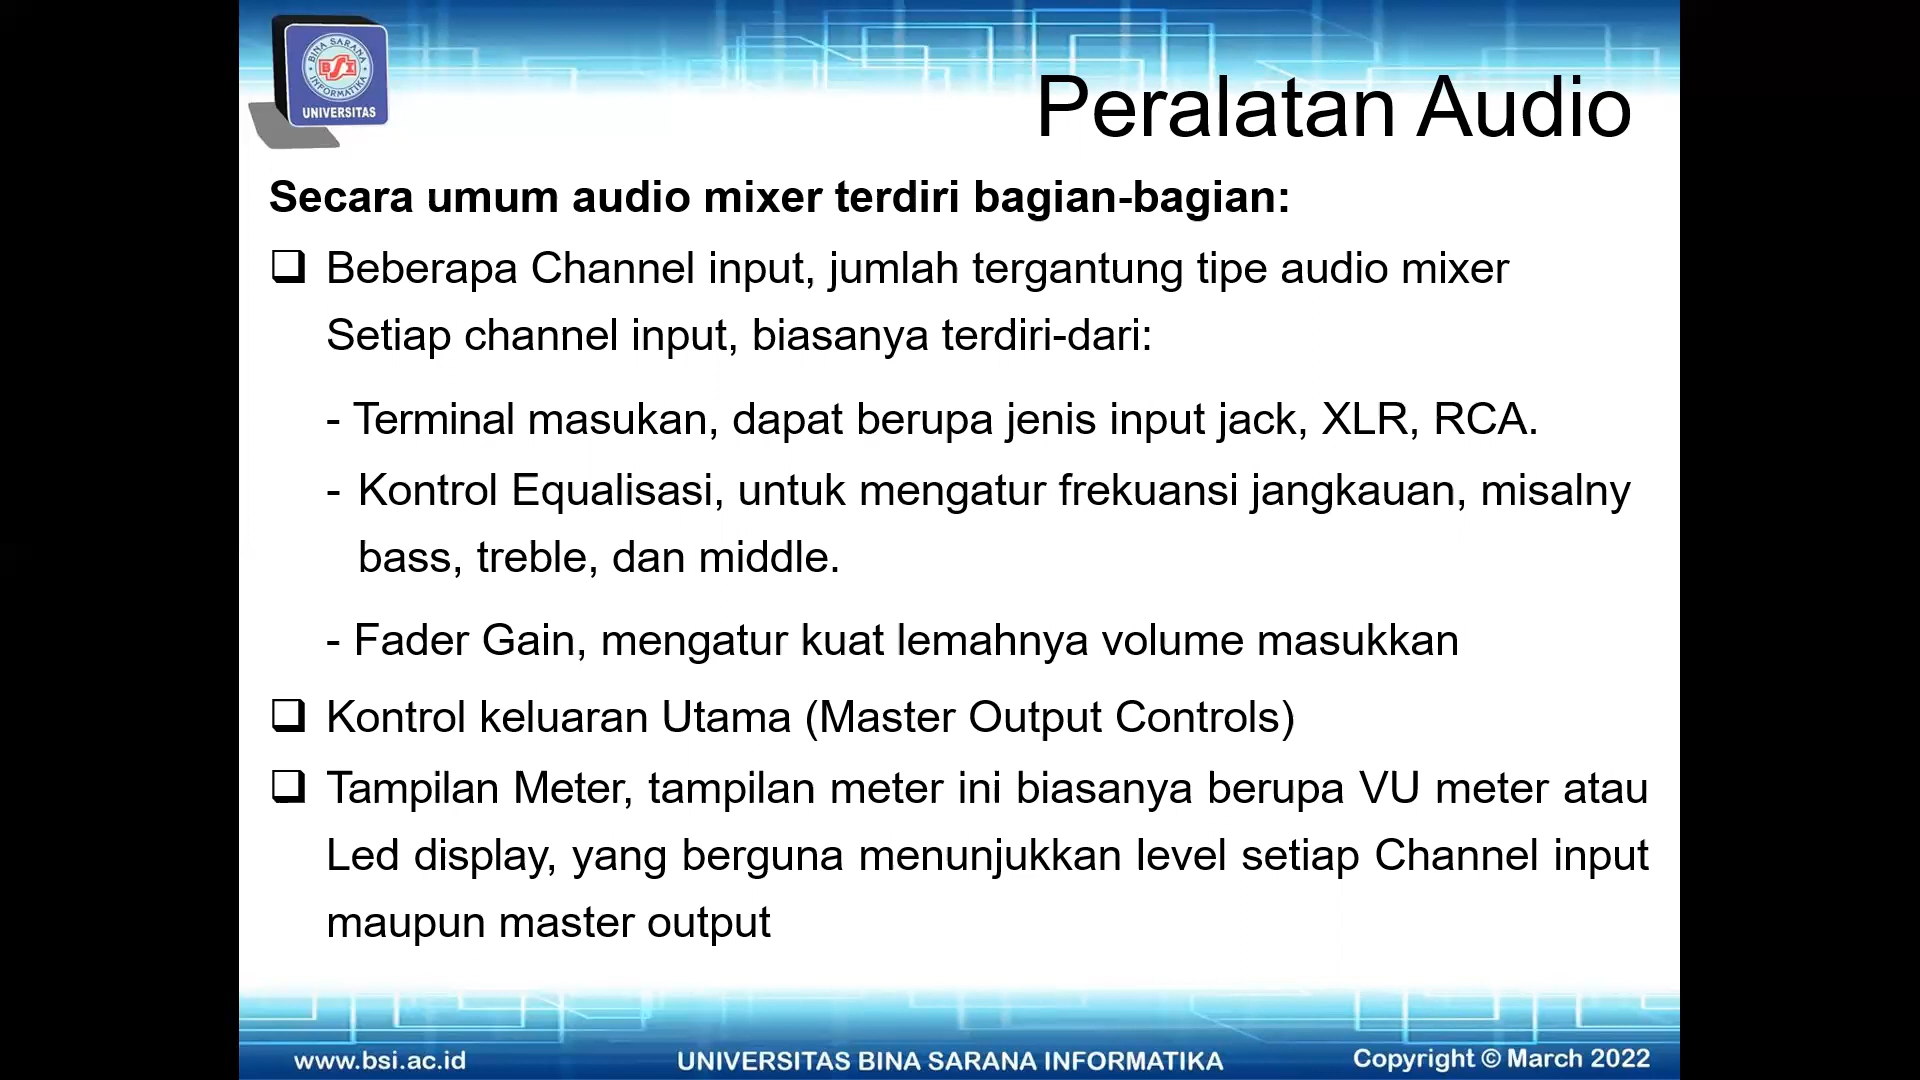 BINA SARANA
BSI
INFORMATIKA
UNIVERSITAS
Peralatan Audio
Secara umum audio mixer terdiri bagian-bagian:
❑ Beberapa Channel input, jumlah tergantung tipe audio mixer
Setiap channel input, biasanya terdiri-dari:
- Terminal masukan, dapat berupa jenis input jack, XLR, RCA.
- Kontrol Equalisasi, untuk mengatur frekuansi jangkauan, misalny
bass, treble, dan middle.
- Fader Gain, mengatur kuat lemahnya volume masukkan
❑ Kontrol keluaran Utama (Master Output Controls)
❑ Tampilan Meter, tampilan meter ini biasanya berupa VU meter atau
Led display, yang berguna menunjukkan level setiap Channel input
maupun master output
www.bsi.ac.id UNIVERSITAS BINA SARANA INFORMATIKA Copyright © March 2022